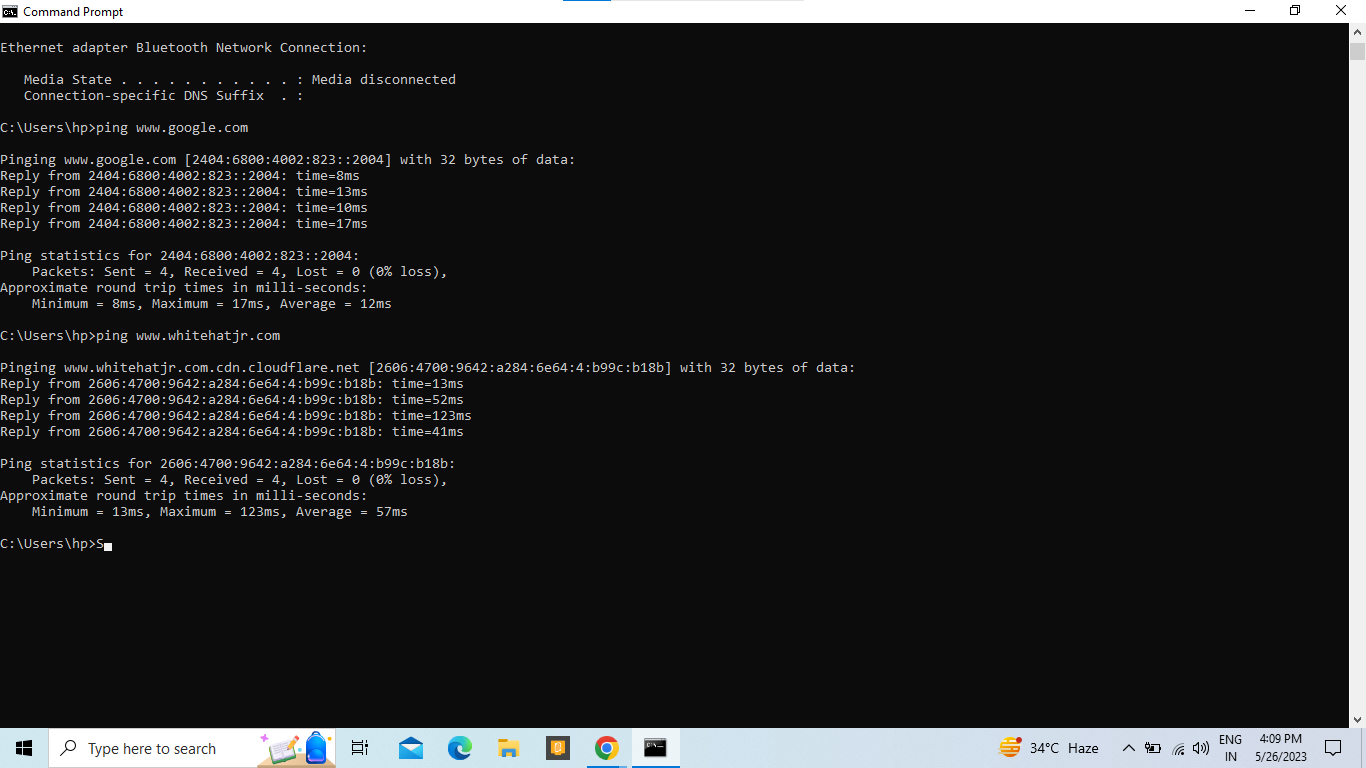 Command Prompt
Ethernet adapter Bluetooth Network Connection:
   Media State . . . . . . . . . . . : Media disconnected
   Connection-specific DNS Suffix  . :
C:\Users\hp>ping www.google.com
Pinging www.google.com [2404:6800:4002:823::2004] with 32 bytes of data:
Reply from 2404:6800:4002:823::2004: time=8ms
Reply from 2404:6800:4002:823::2004: time=13ms
Reply from 2404:6800:4002:823::2004: time=10ms
Reply from 2404:6800:4002:823::2004: time=17ms
Ping statistics for 2404:6800:4002:823::2004:
    Packets: Sent = 4, Received = 4, Lost = 0 (0% loss),
Approximate round trip times in milli-seconds:
    Minimum = 8ms, Maximum = 17ms, Average = 12ms
C:\Users\hp>ping www.whitehatjr.com
Pinging www.whitehatjr.com.cdn.cloudflare.net [2606:4700:9642:a284:6e64:4:b99c:b18b] with 32 bytes of data:
Reply from 2606:4700:9642:a284:6e64:4:b99c:b18b: time=13ms
Reply from 2606:4700:9642:a284:6e64:4:b99c:b18b: time=52ms
Reply from 2606:4700:9642:a284:6e64:4:b99c:b18b: time=123ms
Reply from 2606:4700:9642:a284:6e64:4:b99c:b18b: time=41ms
Ping statistics for 2606:4700:9642:a284:6e64:4:b99c:b18b:
    Packets: Sent = 4, Received = 4, Lost = 0 (0% loss),
Approximate round trip times in milli-seconds:
    Minimum = 13ms, Maximum = 123ms, Average = 57ms
C:\Users\hp>S
Type here to search
34°C Haze
ENG
IN
4:09 PM
5/26/2023